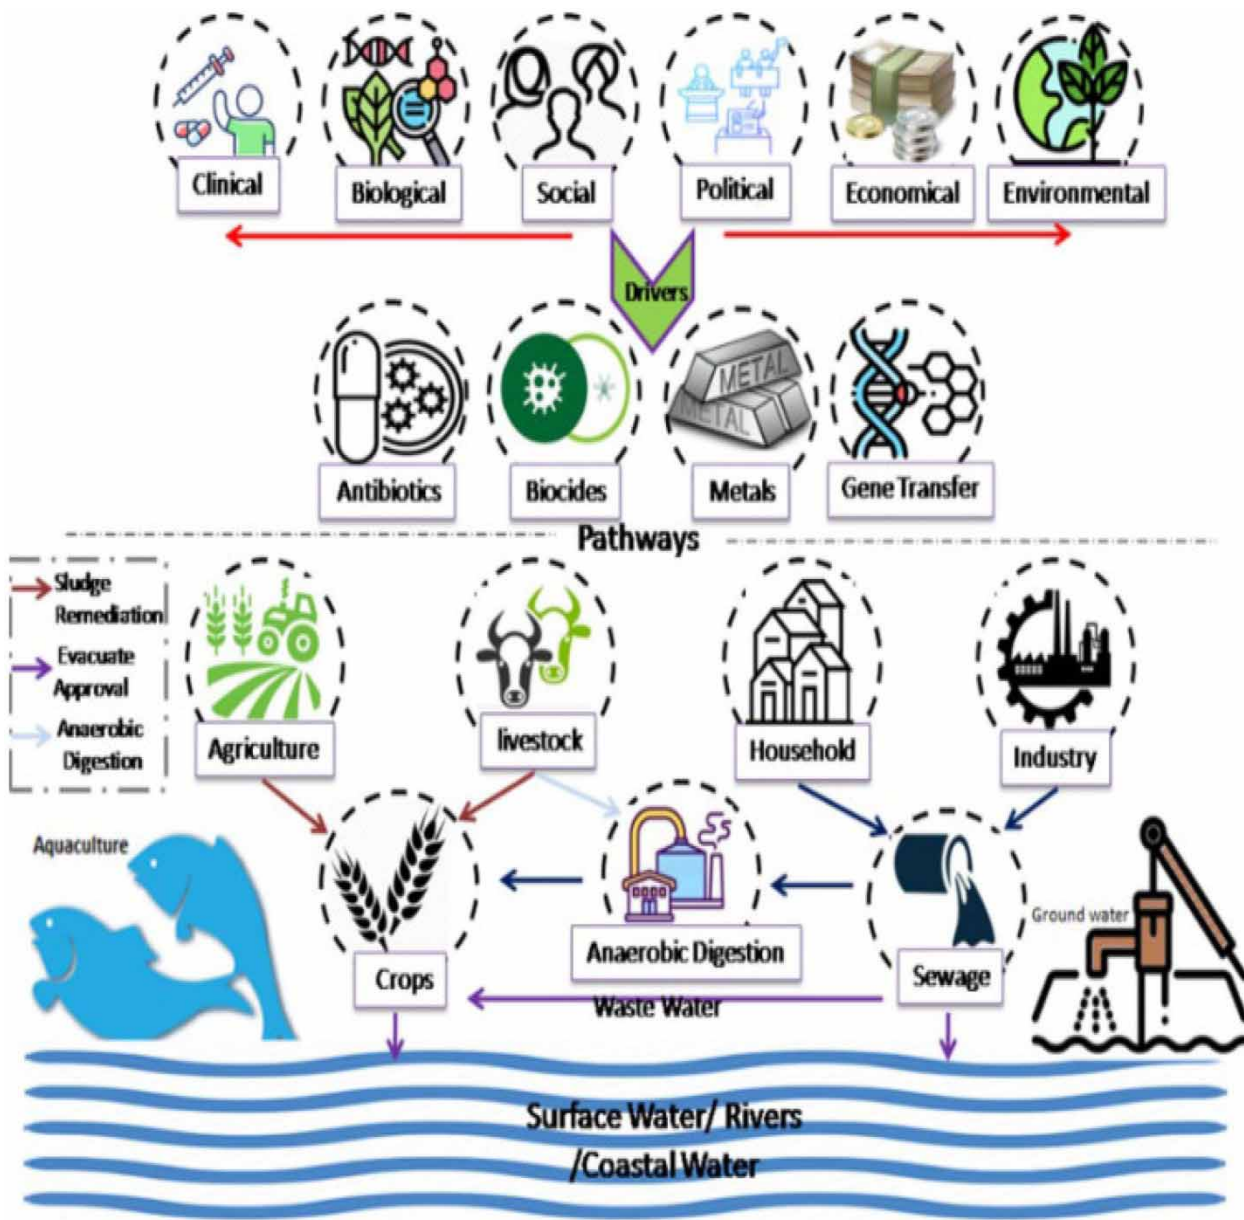 Clinical
Biological
Social
Political
Economical
Environmental
Drivers
METAL
METAL
Antibiotics
Biocides
Metals
Gene Transfer
Pathways
Sludge
Remediation
Evacuate
Approval
Anaerobic
Digestion
Agriculture
livestock
Household
Industry
Aquaculture
Ground water
Crops
Anaerobic Digestion
Sewage
Waste Water
Surface Water/ Rivers
/Coastal Water